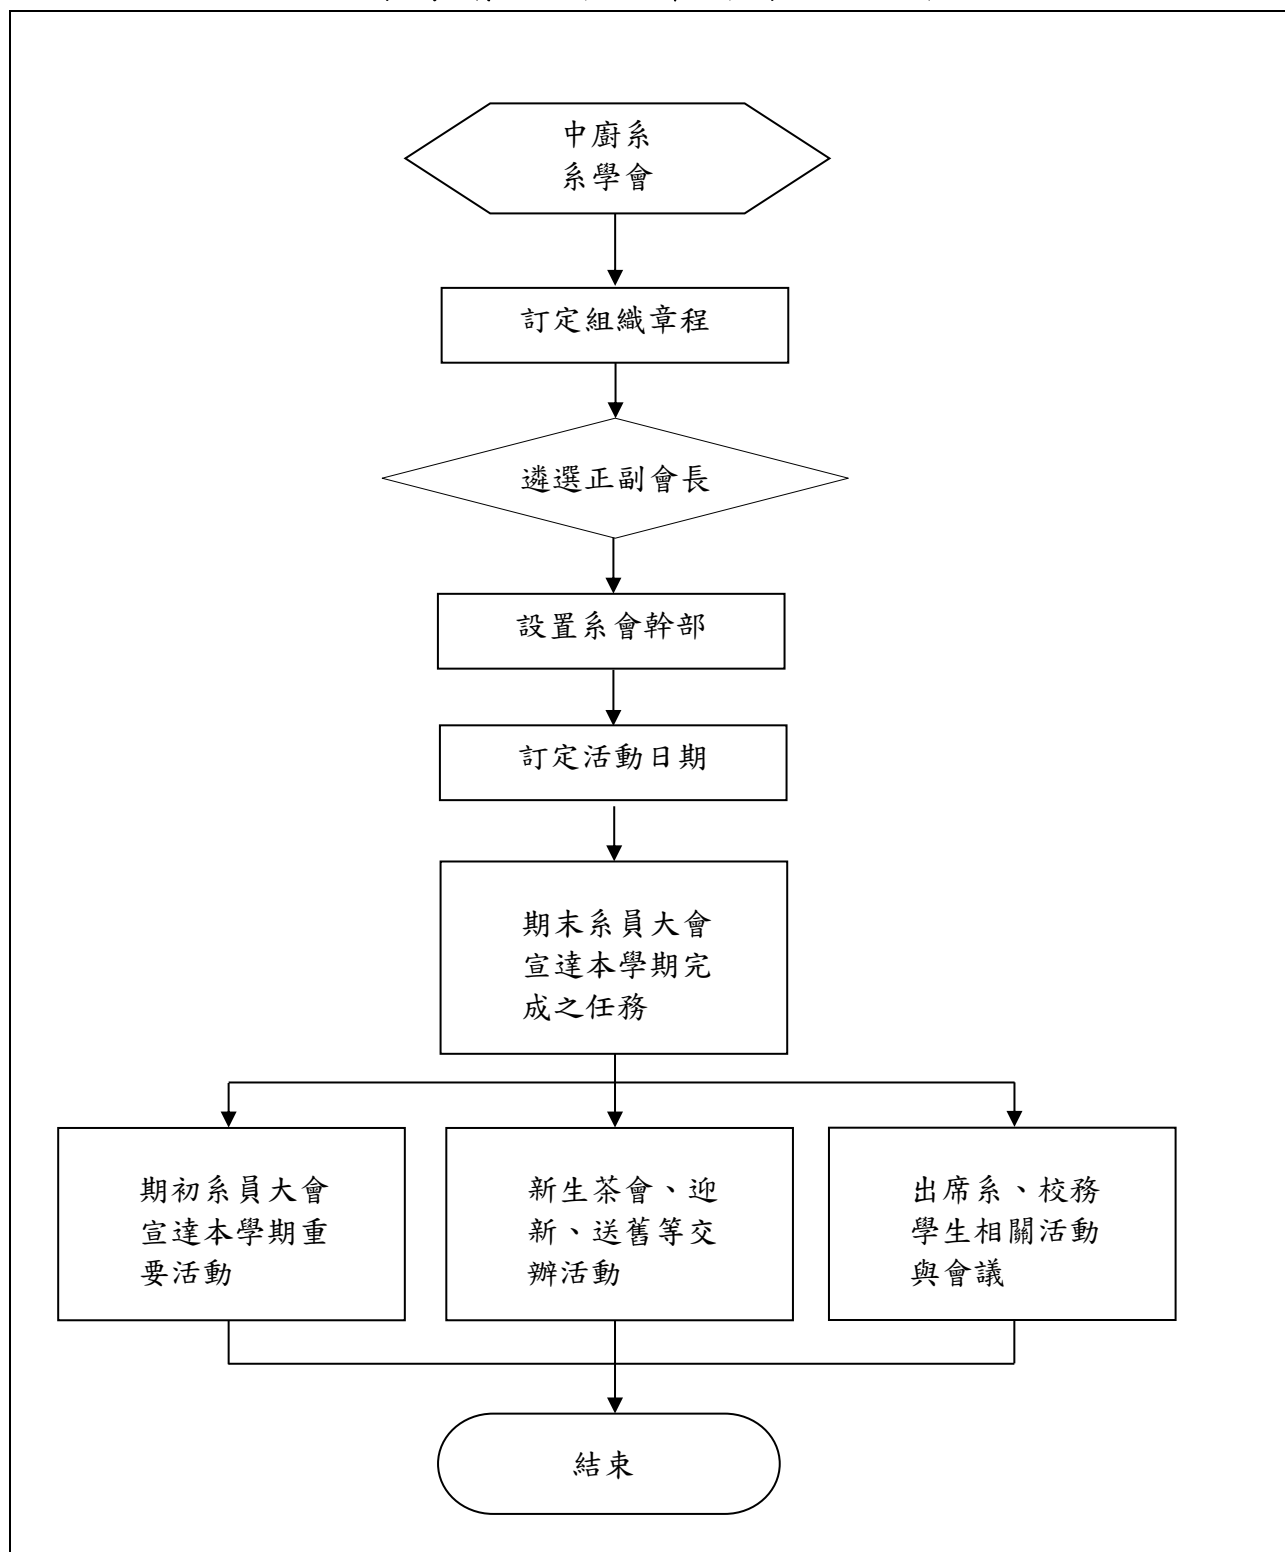 中廚系
系學會
訂定組織章程
遴選正副會長
設置系會幹部
訂定活動日期
期末系員大會
宣達本學期完
成之任務
期初系員大會
宣達本學期重
要活動
新生茶會、迎
新、送舊等交
辦活動
出席系、校務
學生相關活動
與會議
結束